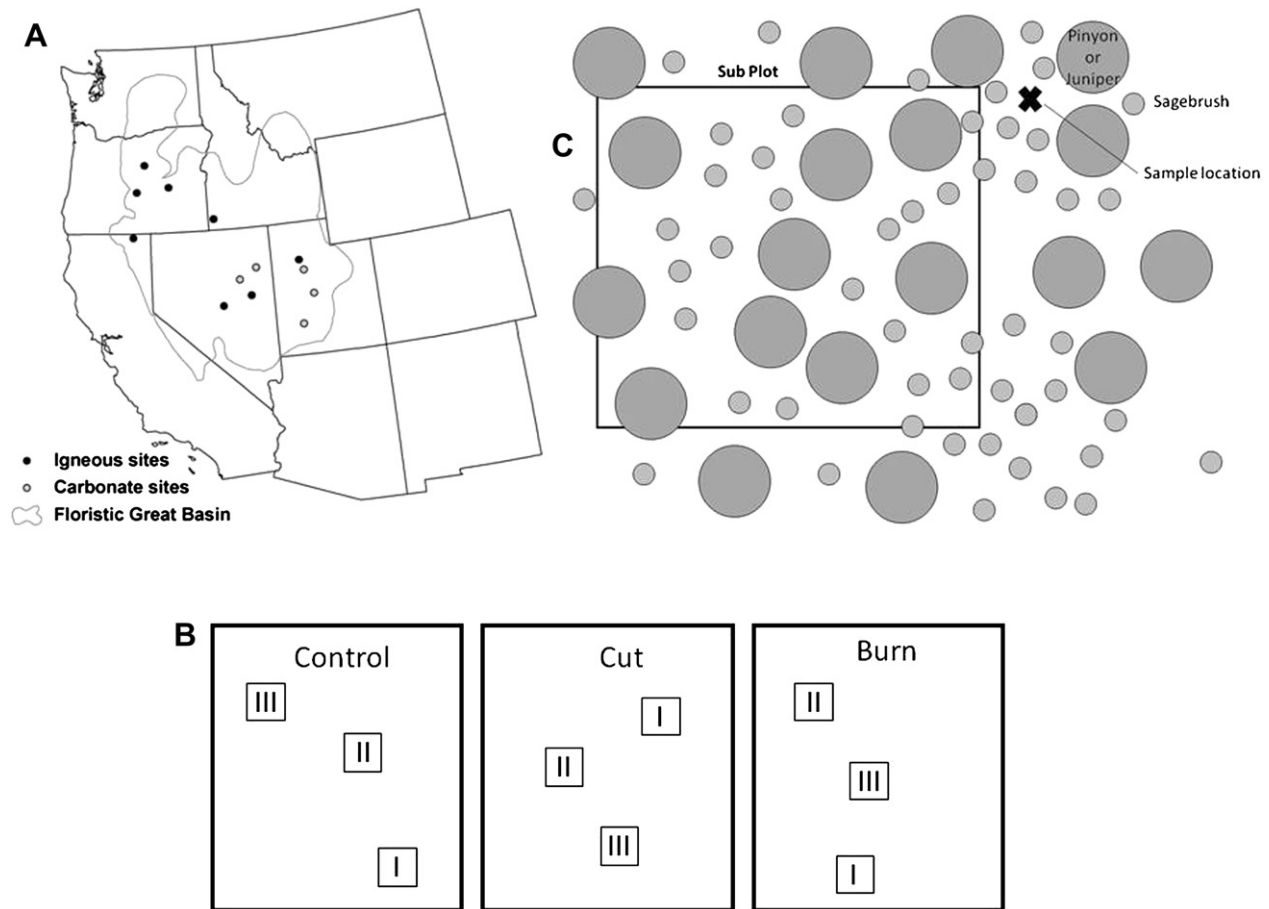 A
Igneous sites
Carbonate sites
Floristic Great Basin
C
Sub Plot
Pinyon
or
Juniper
Sagebrush
Sample location
B
Control
III
II
I
Cut
I
II
III
Burn
II
III
I